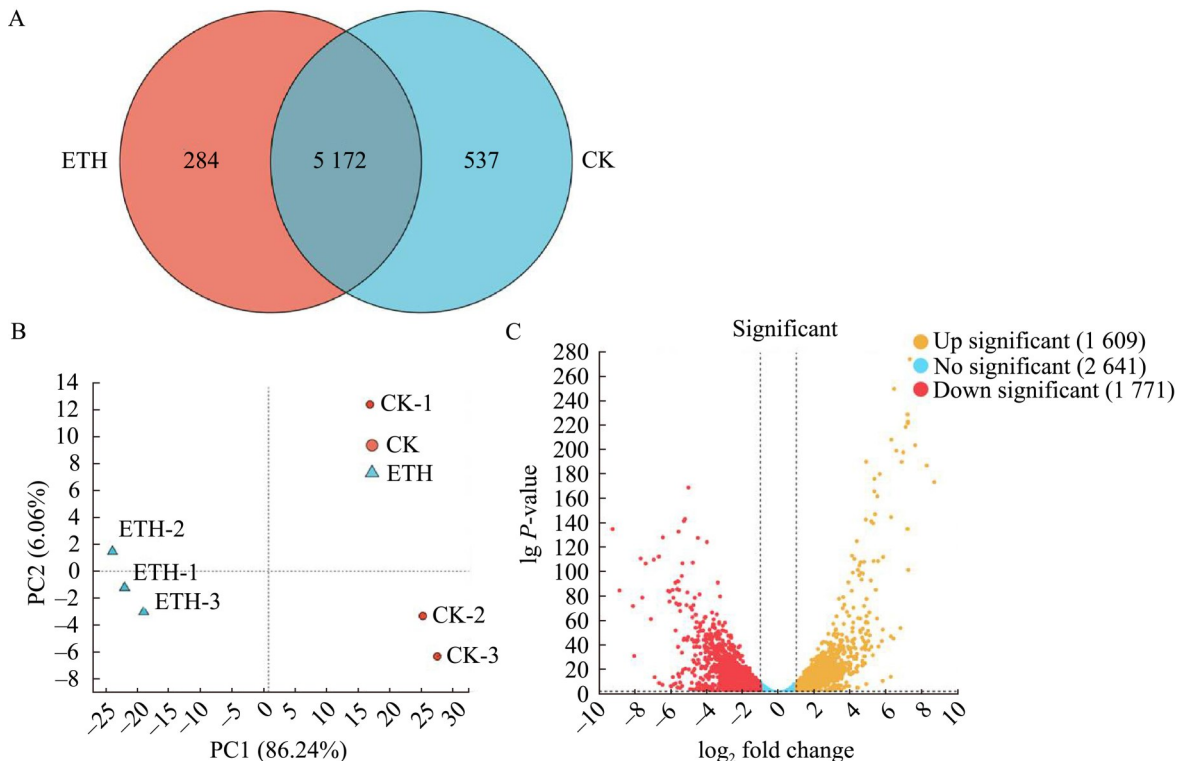 A
ETH
284
5 172
537
CK
B
14
12
10
8
6
4
2
0
−2
−4
−6
−8
PC2 (6.06%)
CK-1
CK
ETH
ETH-2
ETH-1
ETH-3
CK-2
CK-3
−25
−20
−15
−10
−5
0
5
10
15
20
25
30
PC1 (86.24%)
C
Significant
Up significant (1 609)
No significant (2 641)
Down significant (1 771)
280
260
240
220
200
180
160
140
120
100
80
60
40
20
0
lg P-value
−10
−8
−6
−4
−2
0
2
4
6
8
10
log₂ fold change